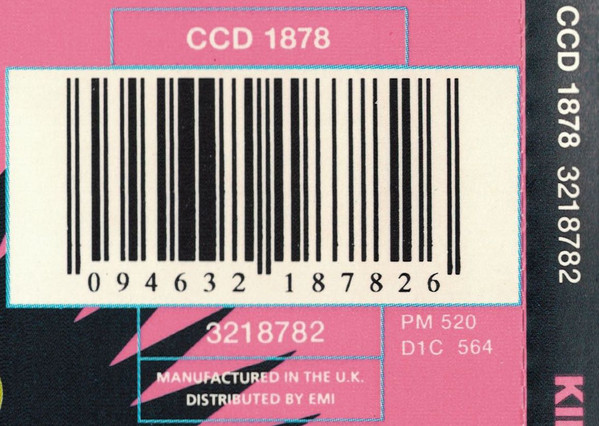 CCD 1878
094632 187826
3218782
PM 520
D1C 564
MANUFACTURED IN THE U.K.
DISTRIBUTED BY EMI
CCD 1878 3218782